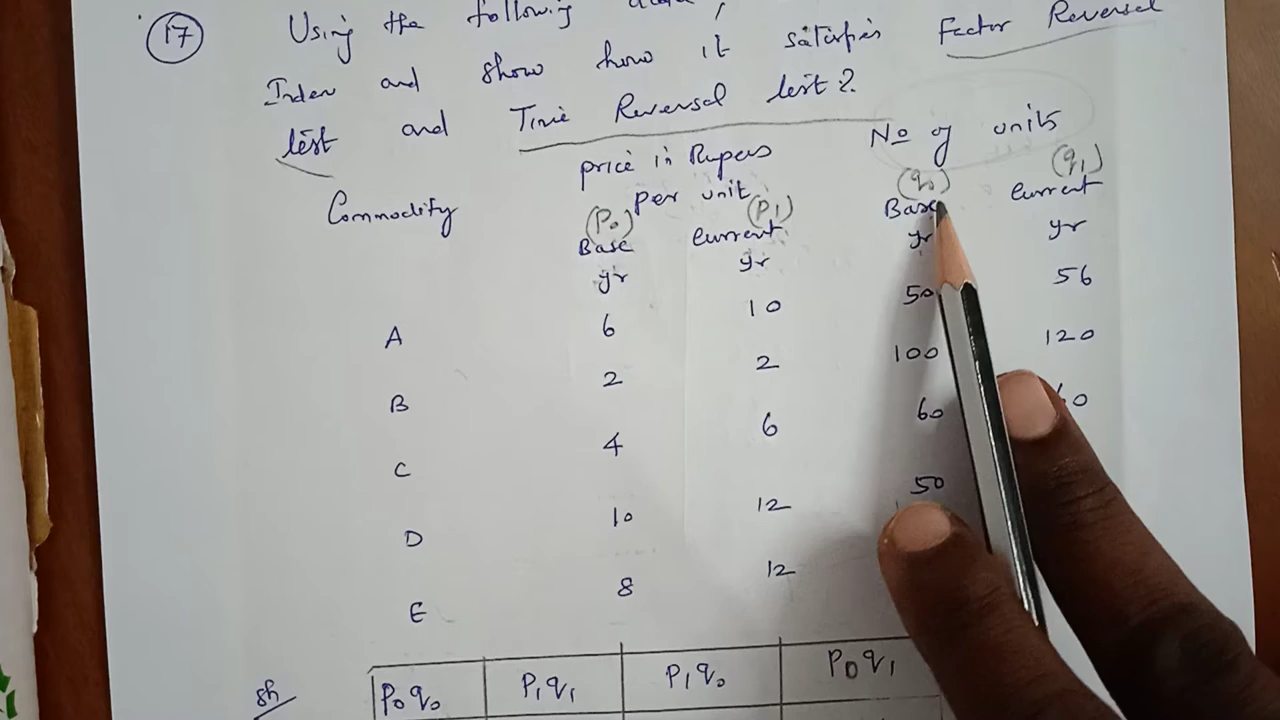 17 Using the following
Index and show how it satisfies Factor Reversal
test and Time Reversal test?
Commodity price in Rupees per unit No of units
(P₀) Base yr (P₁) Current yr (q₀) Base yr (q₁) Current yr
A 6 10 50 56
B 2 2 100 120
C 4 6 60
D 10 12 50
E 8 12
Sh P₀q₀ P₁q₁ P₁q₀ P₀q₁